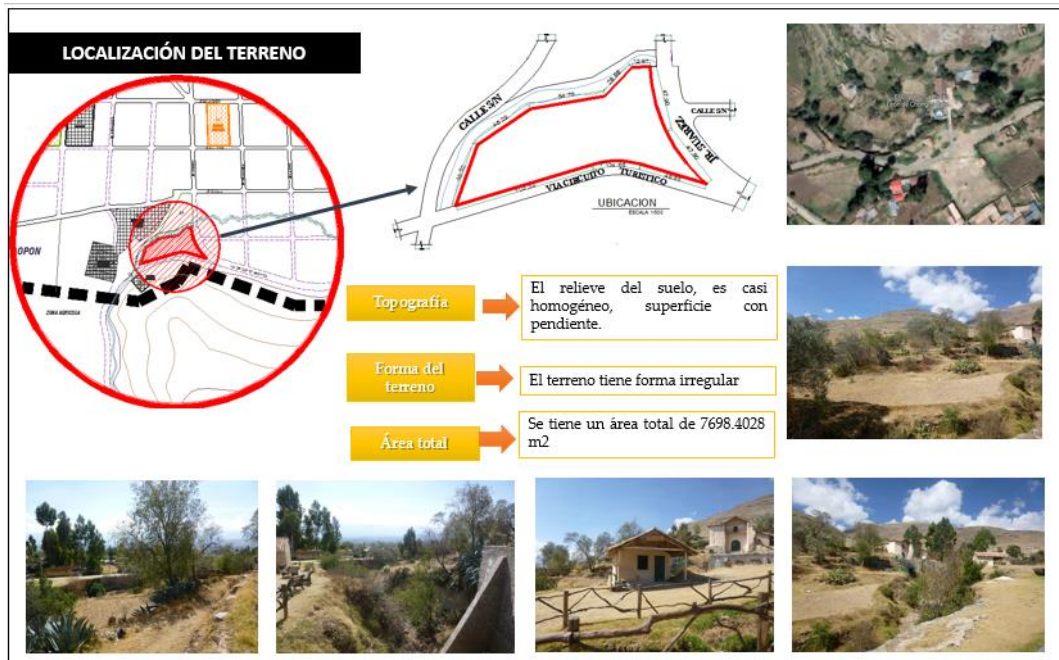 LOCALIZACIÓN DEL TERRENO
OPON
ZONA AGRICOLA
CALLE S/N
CALLE S/N
JR. SUAREZ
VIA CIRCUITO TURISTICO
UBICACION
Topografía
El relieve del suelo, es casi
homogéneo, superficie con
pendiente.
Forma del
terreno
El terreno tiene forma irregular
Área total
Se tiene un área total de 7698.4028
m2